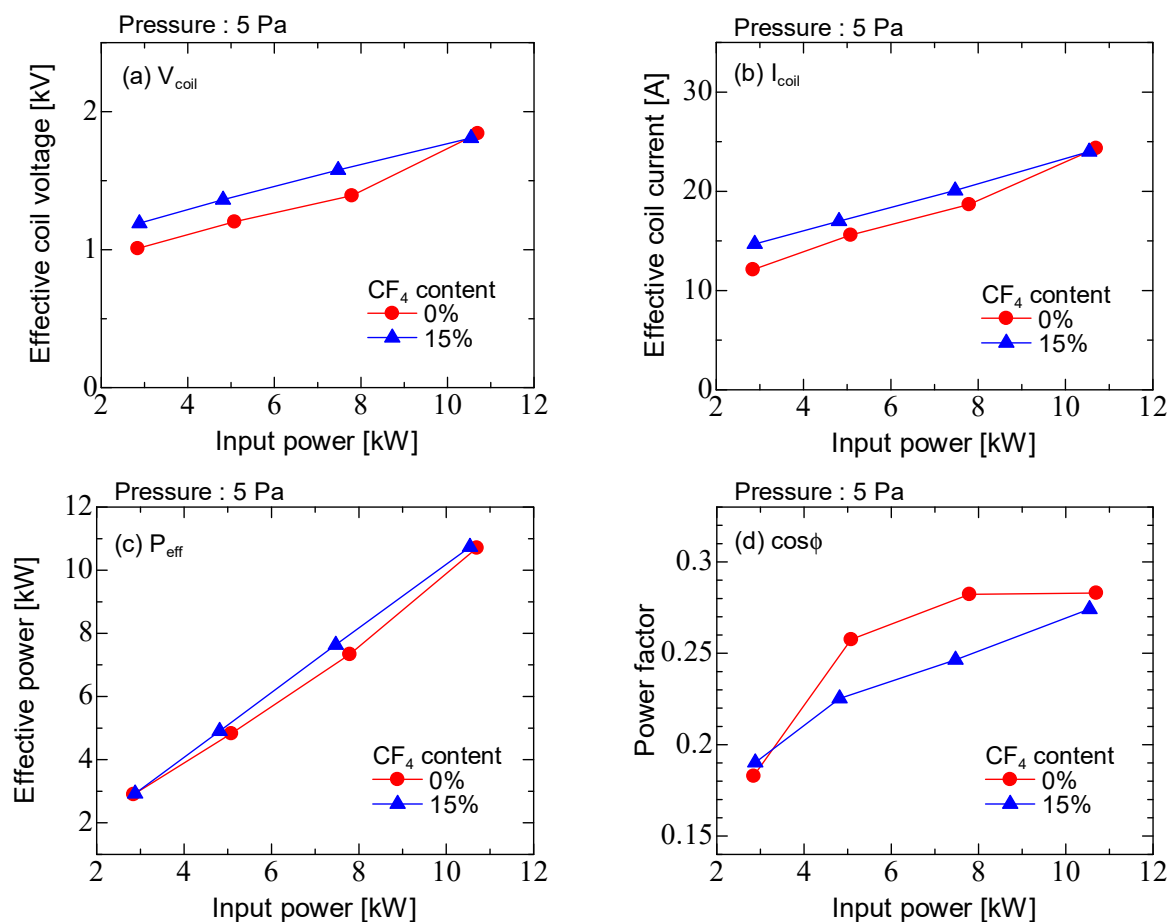 Pressure : 5 Pa
(a) V_coil
Effective coil voltage [kV]
2
1
0
CF₄ content
0%
15%
2 4 6 8 10 12
Input power [kW]
Pressure : 5 Pa
(b) I_coil
Effective coil current [A]
30
20
10
0
CF₄ content
0%
15%
2 4 6 8 10 12
Input power [kW]
Pressure : 5 Pa
(c) P_eff
Effective power [kW]
12
10
8
6
4
2
CF₄ content
0%
15%
2 4 6 8 10 12
Input power [kW]
Pressure : 5 Pa
(d) cosϕ
Power factor
0.3
0.25
0.2
0.15
CF₄ content
0%
15%
2 4 6 8 10 12
Input power [kW]